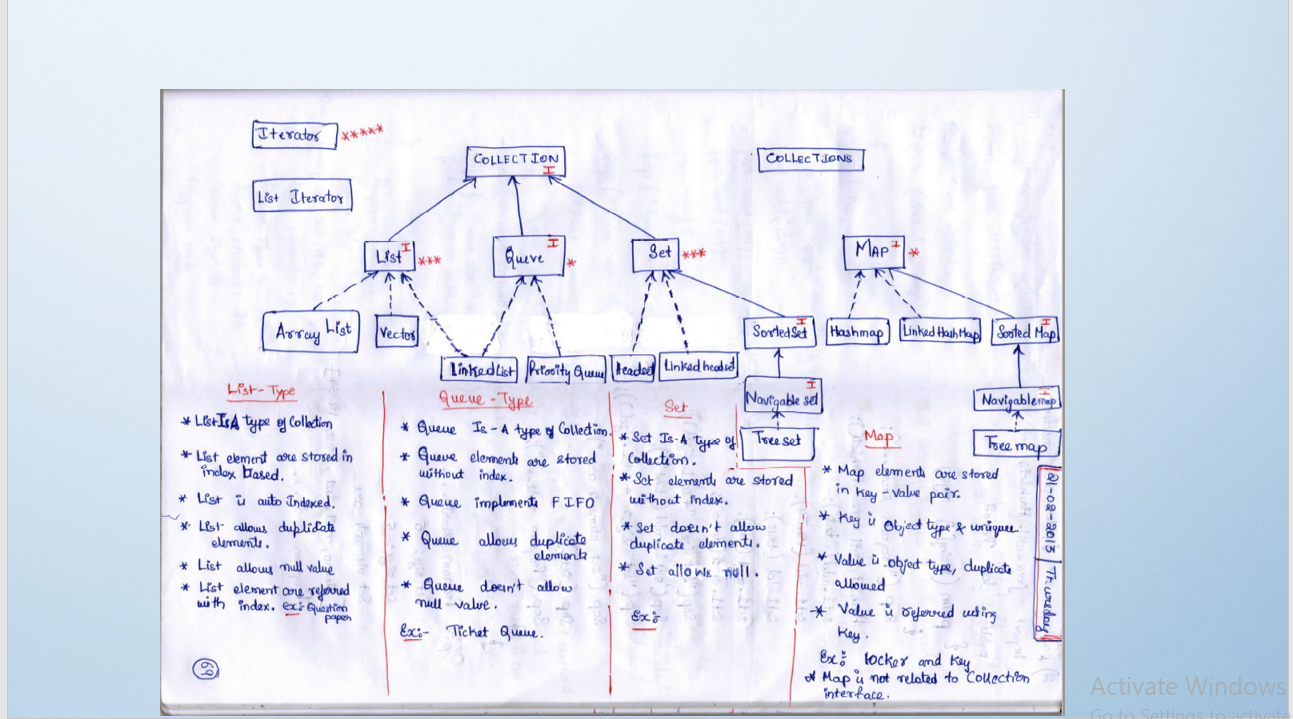 Iterator *****
COLLECTION
I
COLLECTIONS
List Iterator
List I ***
Queue I *
Set ***
MAP I *
Array List
Vector
Linked List
Priority Queue
Headset
Linked headset
SortedSet I
Hashmap
Linked HashMap
Sorted Map I
Navigable set I
Navigablemap I
Tree set
Tree map
List-Type
* List IsA type of Collection
* List element are stored in
index based.
* List is auto Indexed.
* List allows duplicate
elements.
* List allows null value
* List element are referred
with index. ex:- Question
paper
69
Queue-Type
* Queue Is-A type of Collection.
* Queue elements are stored
without index.
* Queue implements FIFO
* Queue allows duplicate
elements
* Queue doesn't allow
null value.
Ex:- Ticket Queue.
Set
* Set Is-A type of
Collection.
* Set elements are stored
without index.
* Set doesn't allow
duplicate elements.
* Set allows null.
Ex:
Map
* Map elements are stored
in key-value pair.
* Key is Object type & unique
* Value is object type, duplicate
allowed
* Value is referred using
key.
Ex: locker and key
* Map is not related to Collection
interface.
21-02-2013 Thursday
Activate Windows
Go to Settings to activate